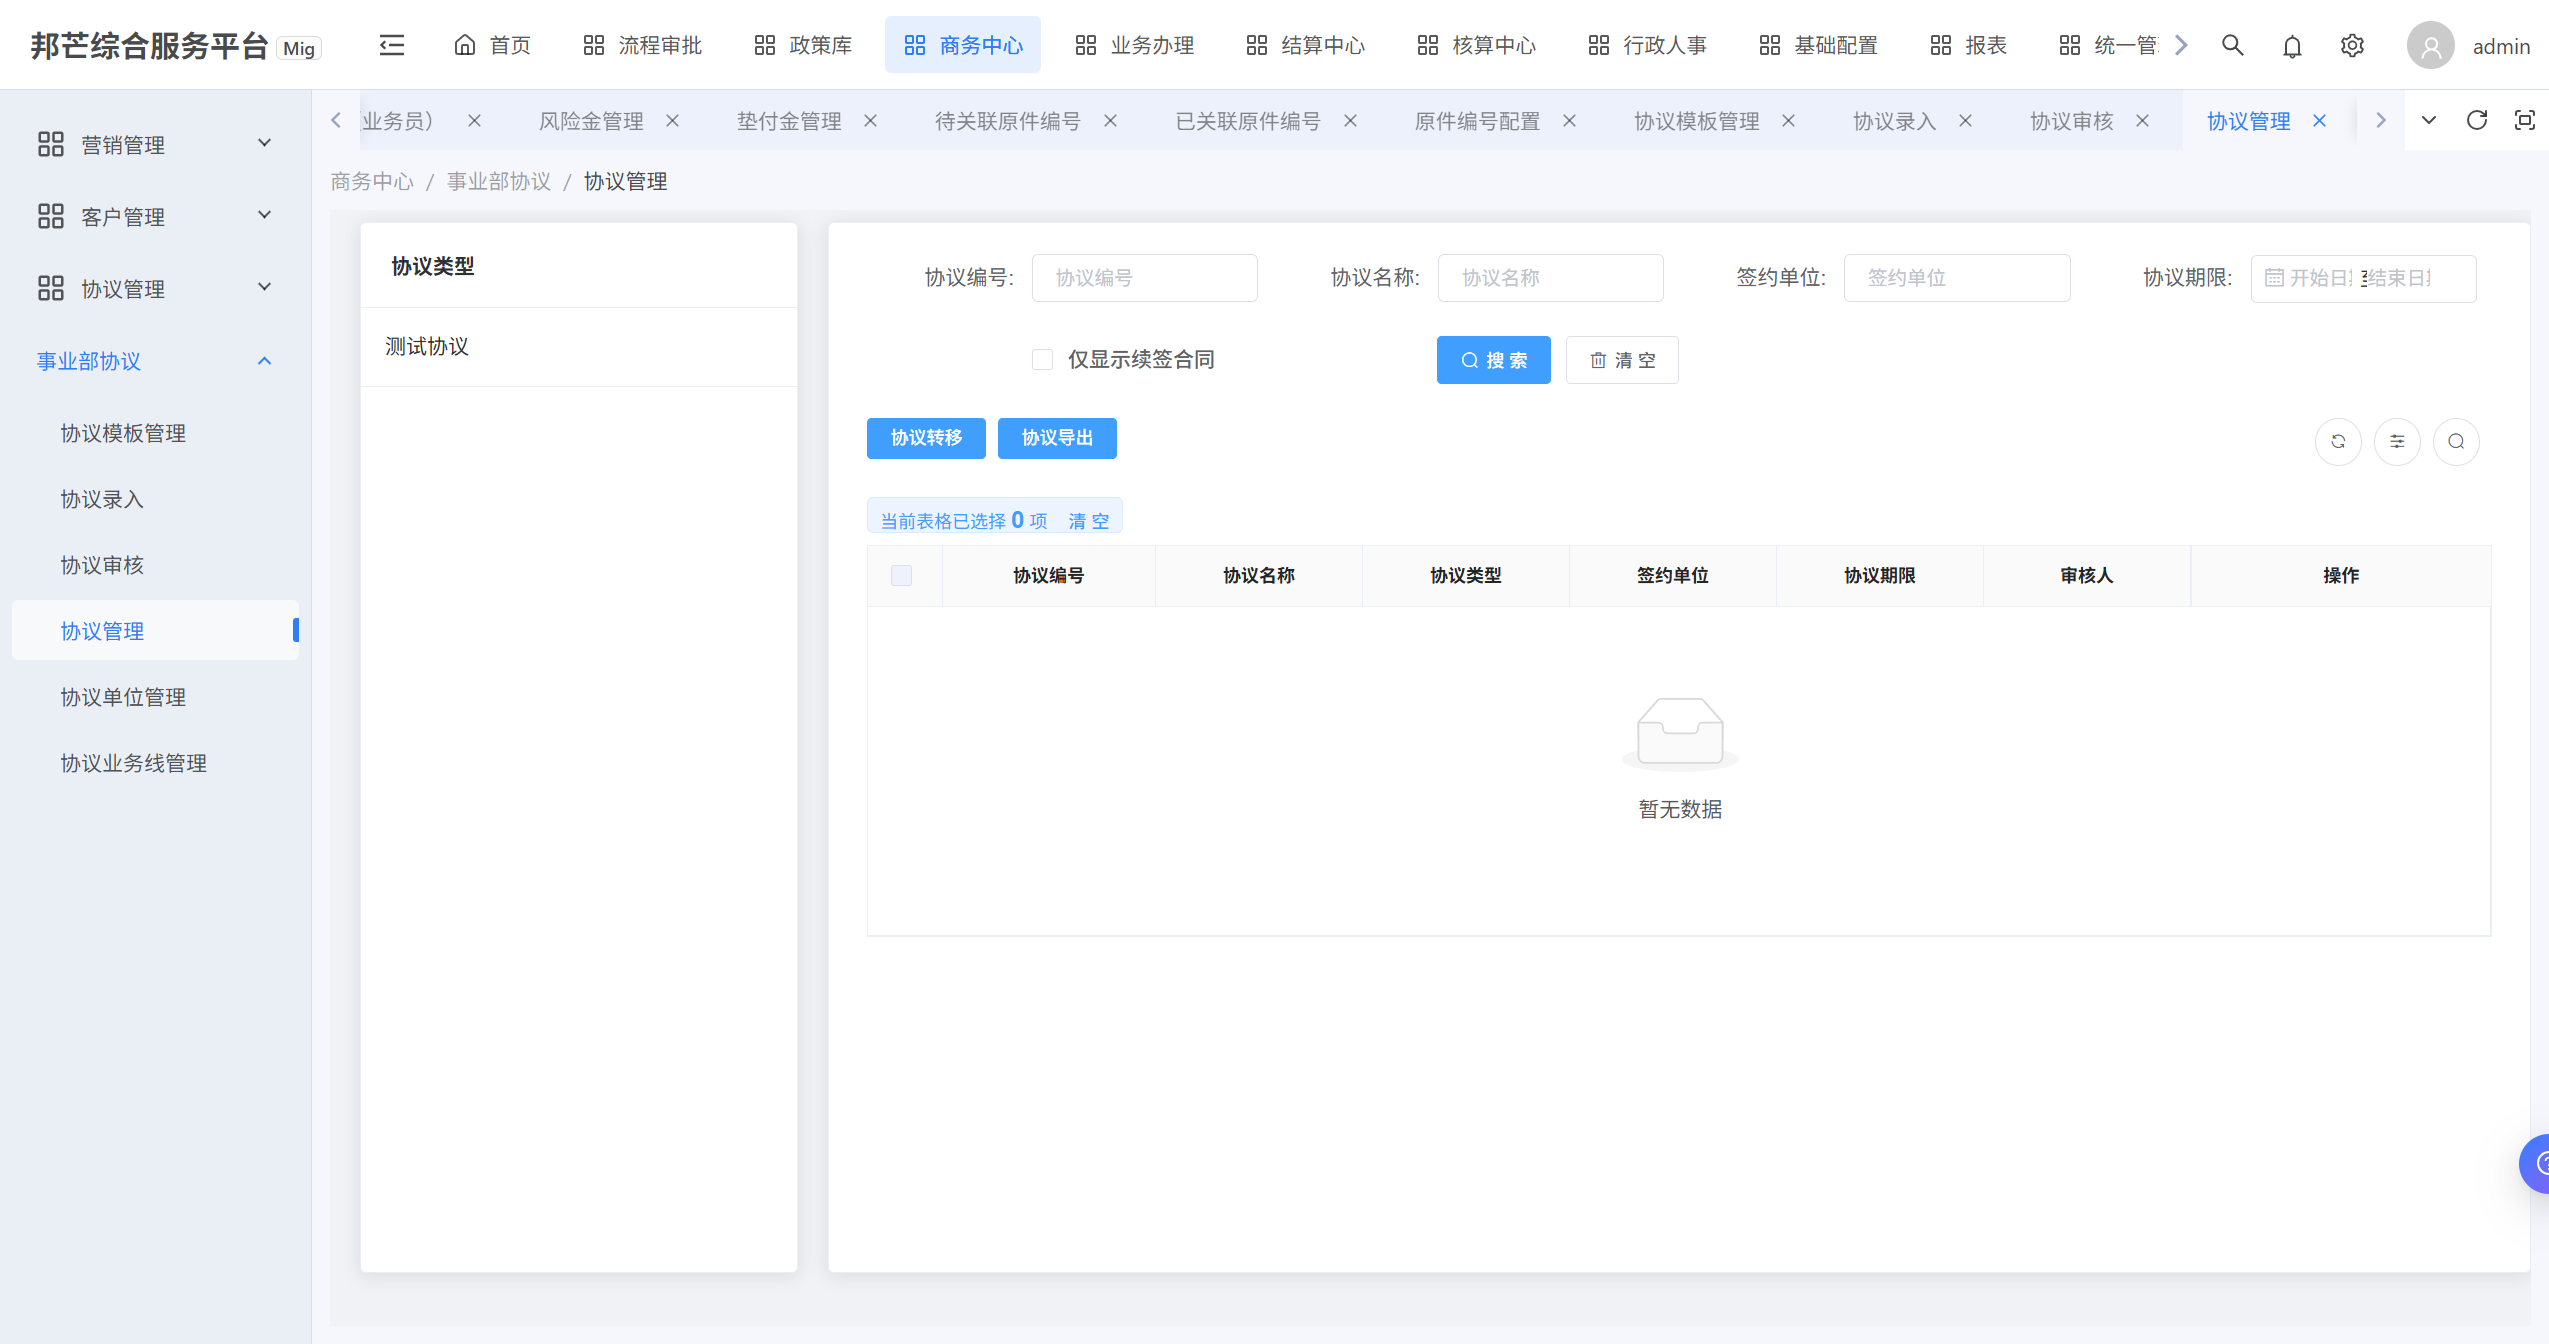 邦芒综合服务平台 Mig 首页 流程审批 政策库 商务中心 业务办理 结算中心 核算中心 行政人事 基础配置 报表 统一管 admin
业务员） 风险金管理 垫付金管理 待关联原件编号 已关联原件编号 原件编号配置 协议模板管理 协议录入 协议审核 协议管理
商务中心 / 事业部协议 / 协议管理
营销管理
客户管理
协议管理
事业部协议
协议模板管理
协议录入
协议审核
协议管理
协议单位管理
协议业务线管理
协议类型
测试协议
协议编号: 协议编号 协议名称: 协议名称 签约单位: 签约单位 协议期限: 开始日 至 结束日
仅显示续签合同 搜 索 清 空
协议转移 协议导出
当前表格已选择 0 项 清 空
协议编号 协议名称 协议类型 签约单位 协议期限 审核人 操作
暂无数据